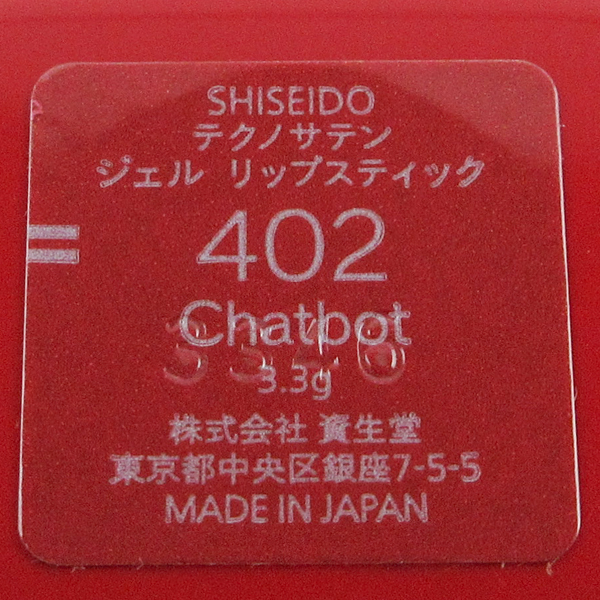 SHISEIDO
テクノサテン
ジェル リップスティック
402
Chatbot
3.3g
株式会社 資生堂
東京都中央区銀座7-5-5
MADE IN JAPAN